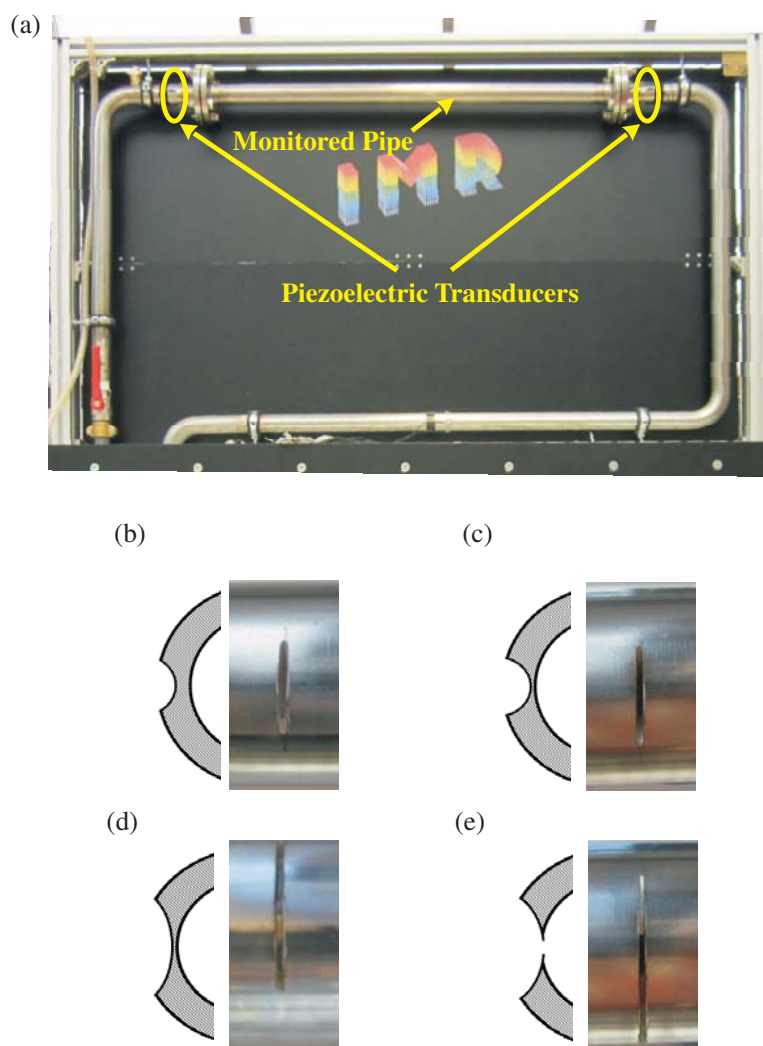 (a)
Monitored Pipe
IMR
Piezoelectric Transducers
(b)
(c)
(d)
(e)